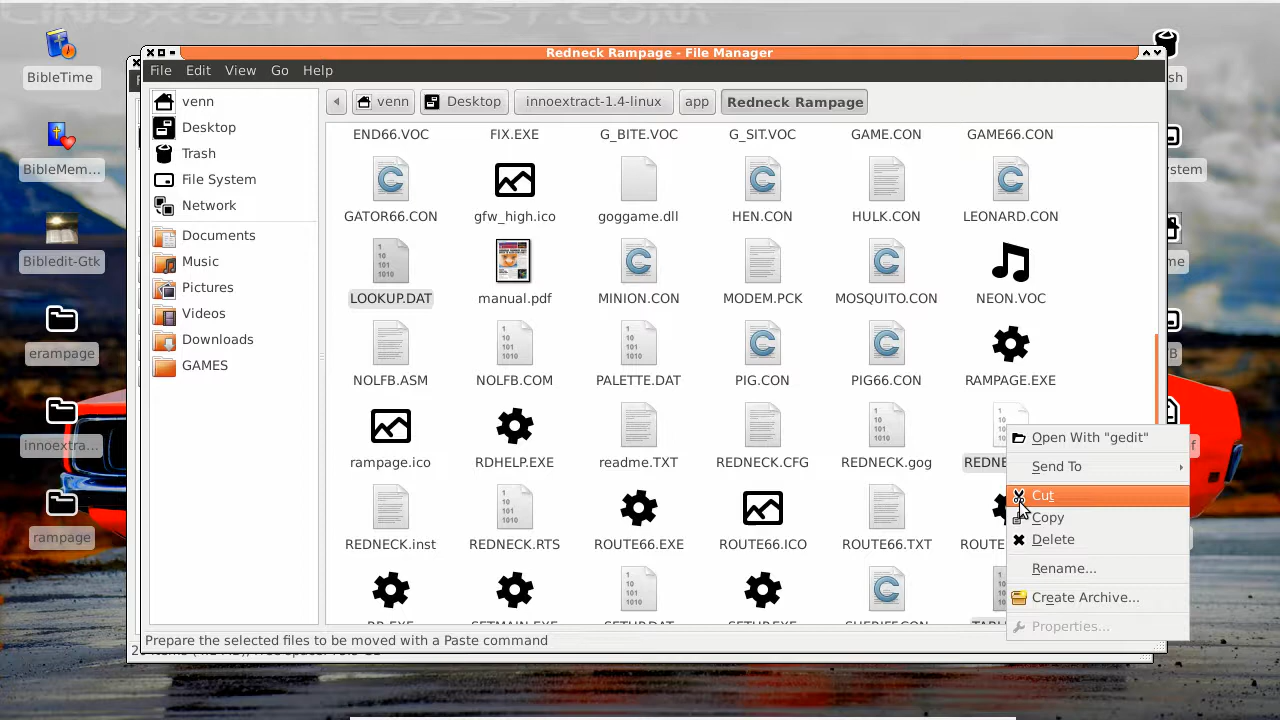 LINUXGAMECAST.COM
BibleTime
BibleMem...
Bibledit-Gtk
erampage
innoextra...
rampage
Redneck Rampage - File Manager
File Edit View Go Help
venn
Desktop
Trash
File System
Network
Documents
Music
Pictures
Videos
Downloads
GAMES
venn Desktop innoextract-1.4-linux app Redneck Rampage
END66.VOC FIX.EXE G_BITE.VOC G_SIT.VOC GAME.CON GAME66.CON
GATOR66.CON gfw_high.ico goggame.dll HEN.CON HULK.CON LEONARD.CON
LOOKUP.DAT manual.pdf MINION.CON MODEM.PCK MOSQUITO.CON NEON.VOC
NOLFB.ASM NOLFB.COM PALETTE.DAT PIG.CON PIG66.CON RAMPAGE.EXE
rampage.ico RDHELP.EXE readme.TXT REDNECK.CFG REDNECK.gog REDNE
REDNECK.inst REDNECK.RTS ROUTE66.EXE ROUTE66.ICO ROUTE66.TXT ROUTE
RR.EXE SETMAIN.EXE SETUP.DAT SETUP.EXE SHERIFF.CON TAB
Open With "gedit"
Send To
Cut
Copy
Delete
Rename...
Create Archive...
Properties...
Prepare the selected files to be moved with a Paste command